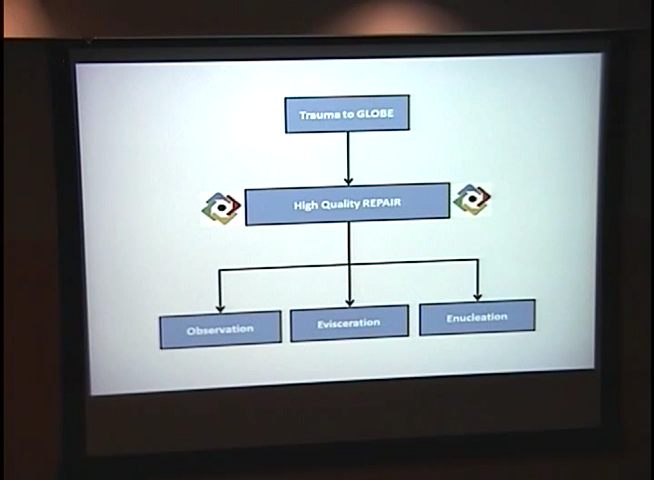 Trauma to GLOBE
High Quality REPAIR
Observation
Evisceration
Enucleation